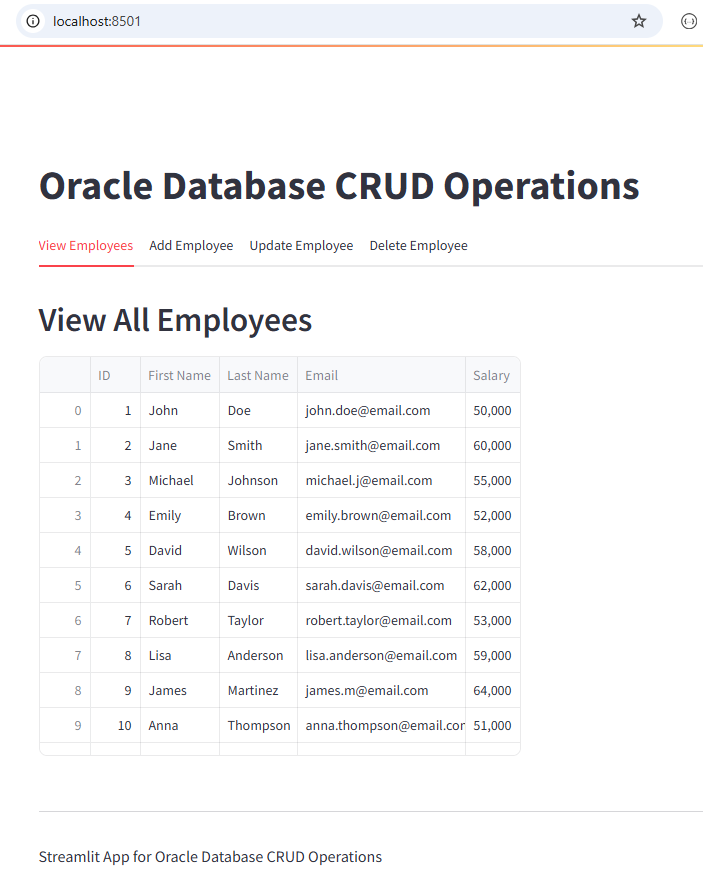 localhost:8501
Oracle Database CRUD Operations
View Employees Add Employee Update Employee Delete Employee
View All Employees
ID First Name Last Name Email Salary
0 1 John Doe john.doe@email.com 50,000
1 2 Jane Smith jane.smith@email.com 60,000
2 3 Michael Johnson michael.j@email.com 55,000
3 4 Emily Brown emily.brown@email.com 52,000
4 5 David Wilson david.wilson@email.com 58,000
5 6 Sarah Davis sarah.davis@email.com 62,000
6 7 Robert Taylor robert.taylor@email.com 53,000
7 8 Lisa Anderson lisa.anderson@email.com 59,000
8 9 James Martinez james.m@email.com 64,000
9 10 Anna Thompson anna.thompson@email.cor 51,000
Streamlit App for Oracle Database CRUD Operations